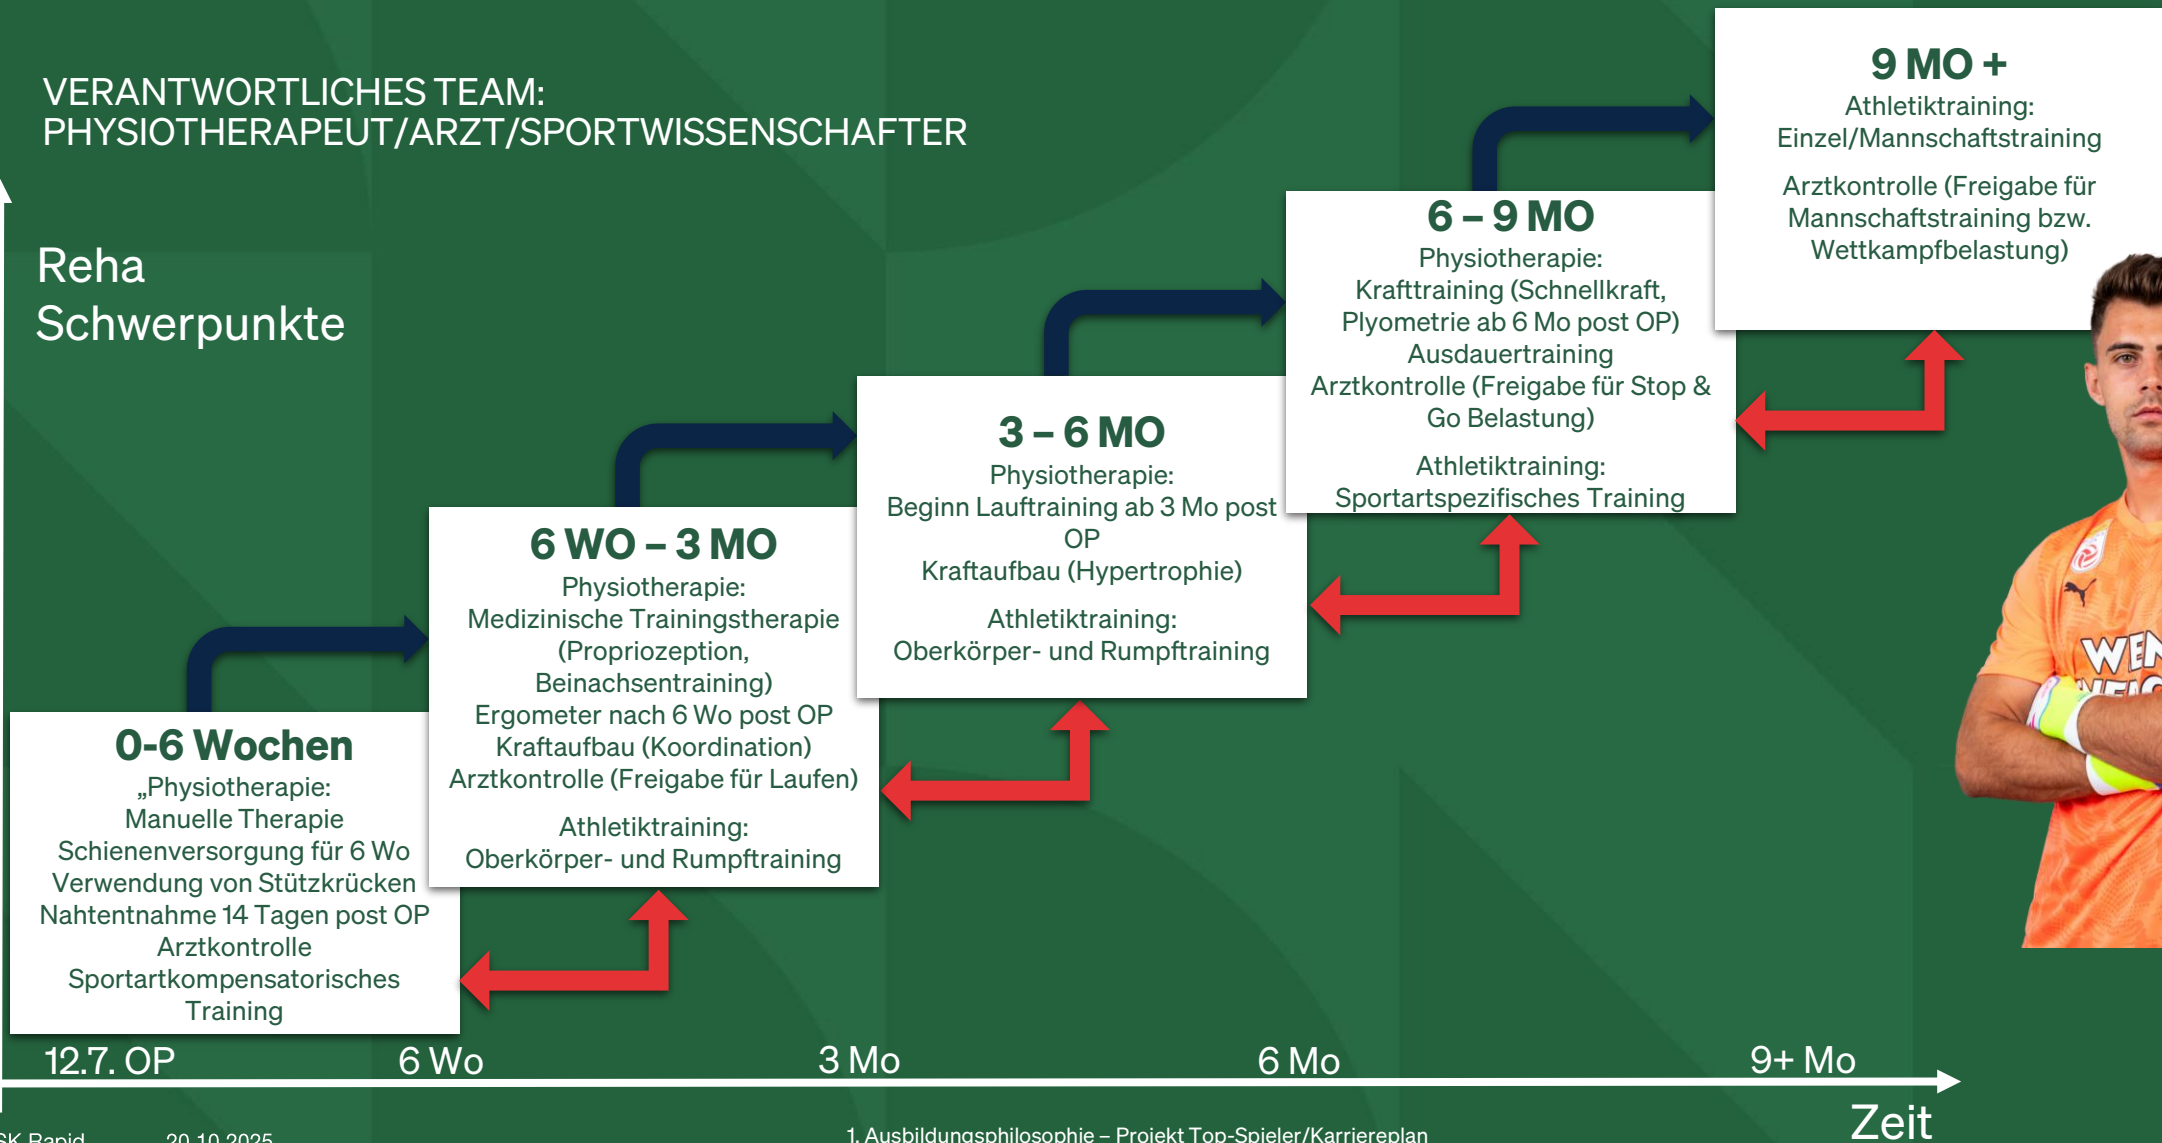 VERANTWORTLICHES TEAM:
PHYSIOTHERAPEUT/ARZT/SPORTWISSENSCHAFTER
Reha
Schwerpunkte
0-6 Wochen
„Physiotherapie:
Manuelle Therapie
Schienenversorgung für 6 Wo
Verwendung von Stützkrücken
Nahtentnahme 14 Tagen post OP
Arztkontrolle
Sportartkompensatorisches
Training
6 WO – 3 MO
Physiotherapie:
Medizinische Trainingstherapie
(Propriozeption,
Beinachsentraining)
Ergometer nach 6 Wo post OP
Kraftaufbau (Koordination)
Arztkontrolle (Freigabe für Laufen)
Athletiktraining:
Oberkörper- und Rumpftraining
3 – 6 MO
Physiotherapie:
Beginn Lauftraining ab 3 Mo post
OP
Kraftaufbau (Hypertrophie)
Athletiktraining:
Oberkörper- und Rumpftraining
6 – 9 MO
Physiotherapie:
Krafttraining (Schnellkraft,
Plyometrie ab 6 Mo post OP)
Ausdauertraining
Arztkontrolle (Freigabe für Stop &
Go Belastung)
Athletiktraining:
Sportartspezifisches Training
9 MO +
Athletiktraining:
Einzel/Mannschaftstraining
Arztkontrolle (Freigabe für
Mannschaftstraining bzw.
Wettkampfbelastung)
WEN
12.7. OP
6 Wo
3 Mo
6 Mo
9+ Mo
Zeit
SK Rapid
20.10.2025
1. Ausbildungsphilosophie – Projekt Top-Spieler/Karriereplan